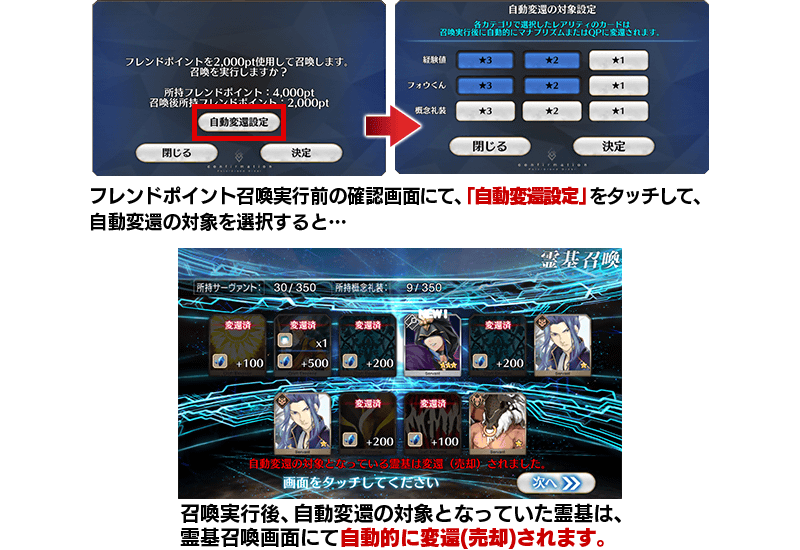 フレンドポイントを2,000pt使用して召喚します。
召喚を実行しますか？
所持フレンドポイント：4,000pt
召喚後所持フレンドポイント：2,000pt
自動変還設定
閉じる
決定
confirmation
自動変還の対象設定
各カテゴリで選択したレアリティのカードは
召喚実行後に自動的にマナプリズムまたはQPに変還されます。
経験値 ★3 ★2 ★1
フォウくん ★3 ★2 ★1
概念礼装 ★3 ★2 ★1
閉じる
決定
confirmation
フレンドポイント召喚実行前の確認画面にて、「自動変還設定」をタッチして、
自動変還の対象を選択すると…
霊基召喚
所持サーヴァント： 30/350 所持概念礼装： 9/350
変還済 +100
変還済 x1 +500
変還済 +200
NEW! Servant
変還済 +200
Servant
Servant
変還済 +200
変還済 +100
Servant
自動変還の対象となっている霊基は変還（売却）されました。
画面をタッチしてください
次へ
召喚実行後、自動変還の対象となっていた霊基は、
霊基召喚画面にて自動的に変還(売却)されます。